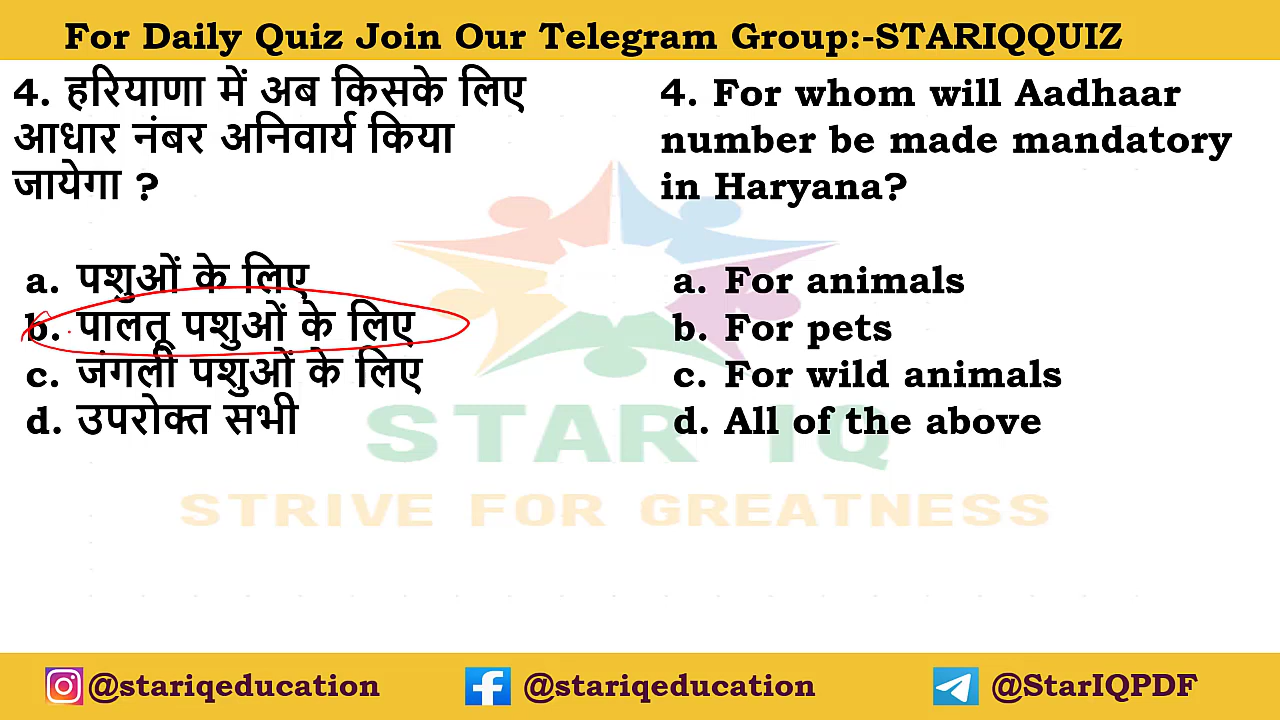 For Daily Quiz Join Our Telegram Group:-STARIQQUIZ
4. हरियाणा में अब किसके लिए
आधार नंबर अनिवार्य किया
जायेगा ?
a. पशुओं के लिए
b. पालतू पशुओं के लिए
c. जंगली पशुओं के लिए
d. उपरोक्त सभी
4. For whom will Aadhaar
number be made mandatory
in Haryana?
a. For animals
b. For pets
c. For wild animals
d. All of the above
STAR IQ
STRIVE FOR GREATNESS
@stariqeducation
@stariqeducation
@StarIQPDF